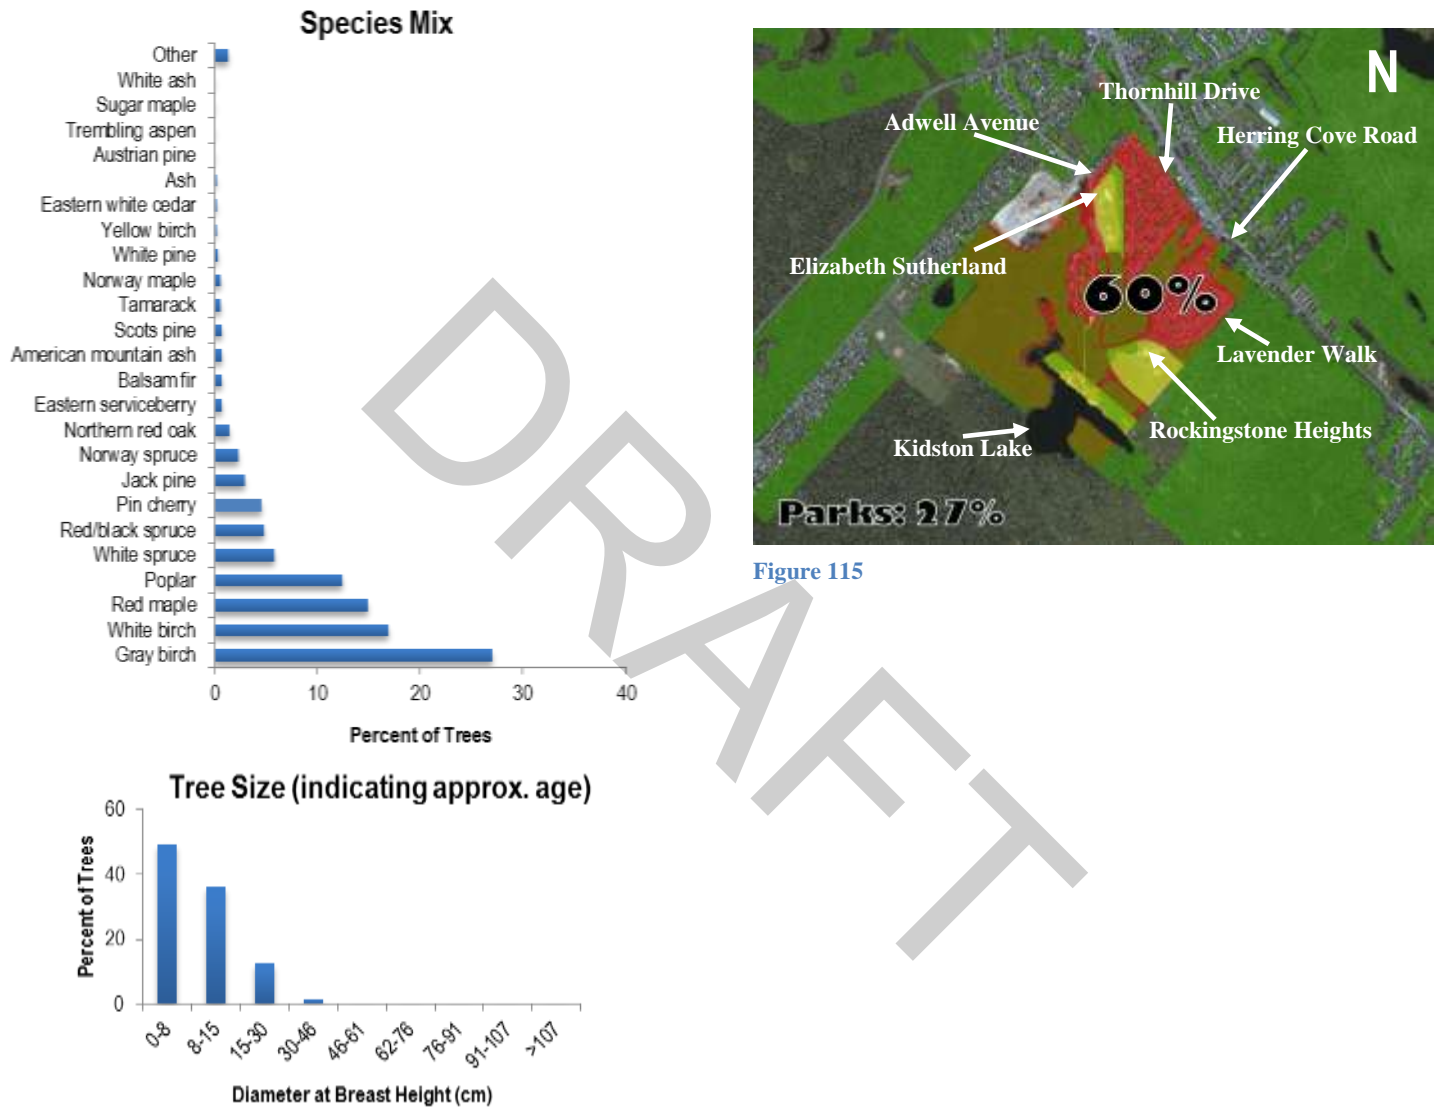 Species Mix
Other
White ash
Sugar maple
Trembling aspen
Austrian pine
Ash
Eastern white cedar
Yellow birch
White pine
Norway maple
Tamarack
Scots pine
American mountain ash
Balsam fir
Eastern serviceberry
Northern red oak
Norway spruce
Jack pine
Pin cherry
Red/black spruce
White spruce
Poplar
Red maple
White birch
Gray birch
0 10 20 30 40
Percent of Trees
Tree Size (indicating approx. age)
Percent of Trees
60
40
20
0
0-8 8-15 15-30 30-46 46-61 62-76 76-91 91-107 >107
Diameter at Breast Height (cm)
N
Thornhill Drive
Adwell Avenue
Herring Cove Road
Elizabeth Sutherland
60%
Lavender Walk
Rockingstone Heights
Kidston Lake
Parks: 27%
Figure 115
DRAFT